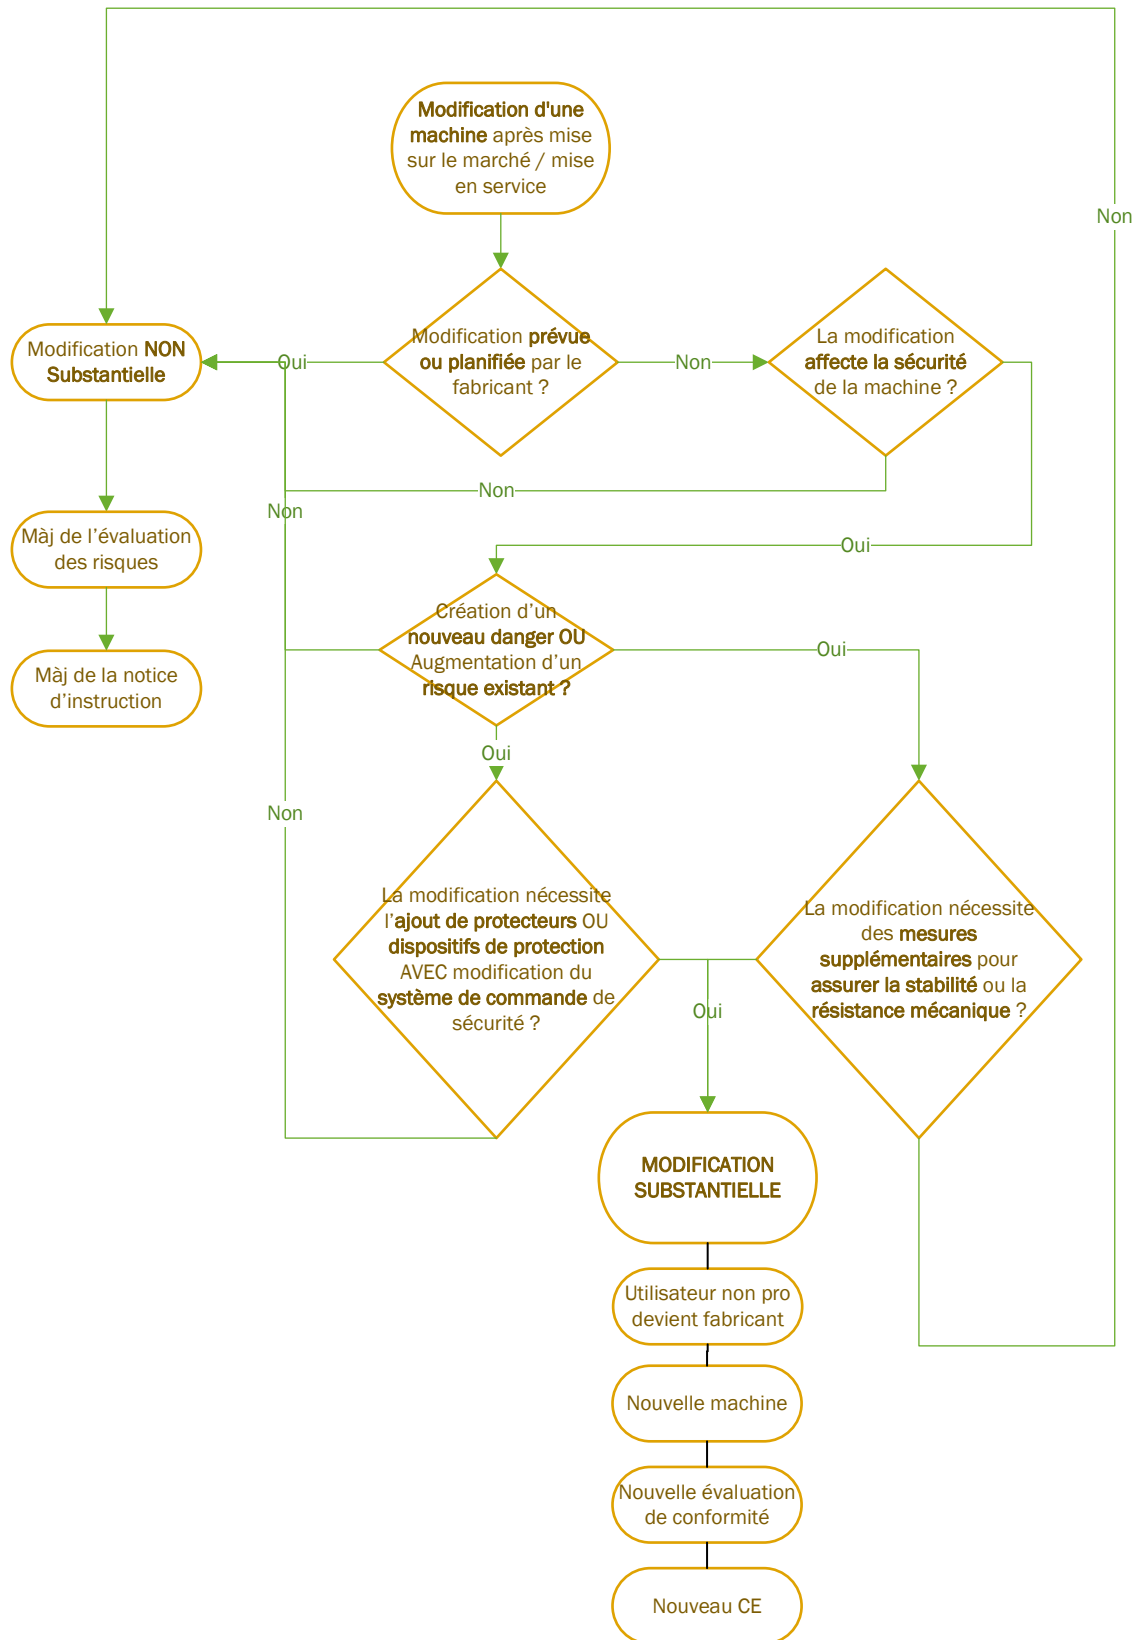 Modification d'une
machine après mise
sur le marché / mise
en service
Non
Modification NON
Substantielle
Oui
Modification prévue
ou planifiée par le
fabricant ?
Non
La modification
affecte la sécurité
de la machine ?
Non
Non
Màj de l’évaluation
des risques
Oui
Création d’un
nouveau danger OU
Augmentation d’un
risque existant ?
Oui
Màj de la notice
d’instruction
Oui
Non
La modification nécessite
l’ajout de protecteurs OU
dispositifs de protection
AVEC modification du
système de commande de
sécurité ?
La modification nécessite
des mesures
supplémentaires pour
assurer la stabilité ou la
résistance mécanique ?
Oui
MODIFICATION
SUBSTANTIELLE
Utilisateur non pro
devient fabricant
Nouvelle machine
Nouvelle évaluation
de conformité
Nouveau CE